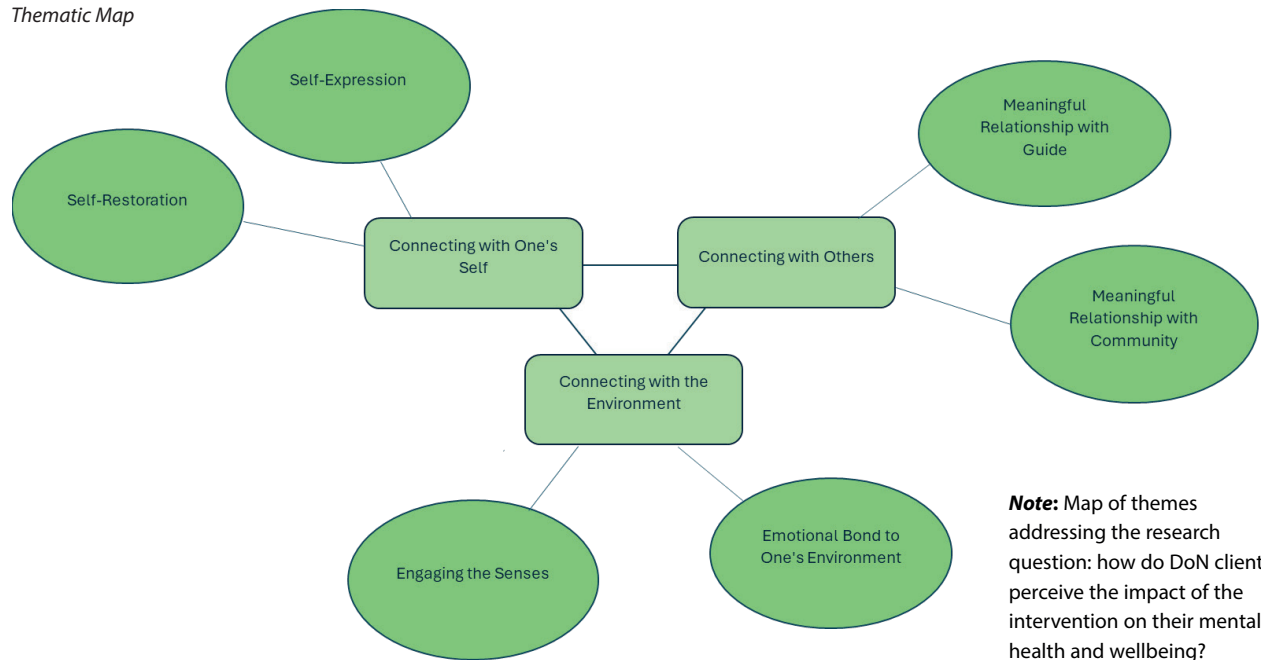 Thematic Map
Self-Expression
Self-Restoration
Meaningful
Relationship with
Guide
Connecting with One's
Self
Connecting with Others
Meaningful
Relationship with
Community
Connecting with the
Environment
Engaging the Senses
Emotional Bond to
One's Environment
Note: Map of themes
addressing the research
question: how do DoN client
perceive the impact of the
intervention on their mental
health and wellbeing?